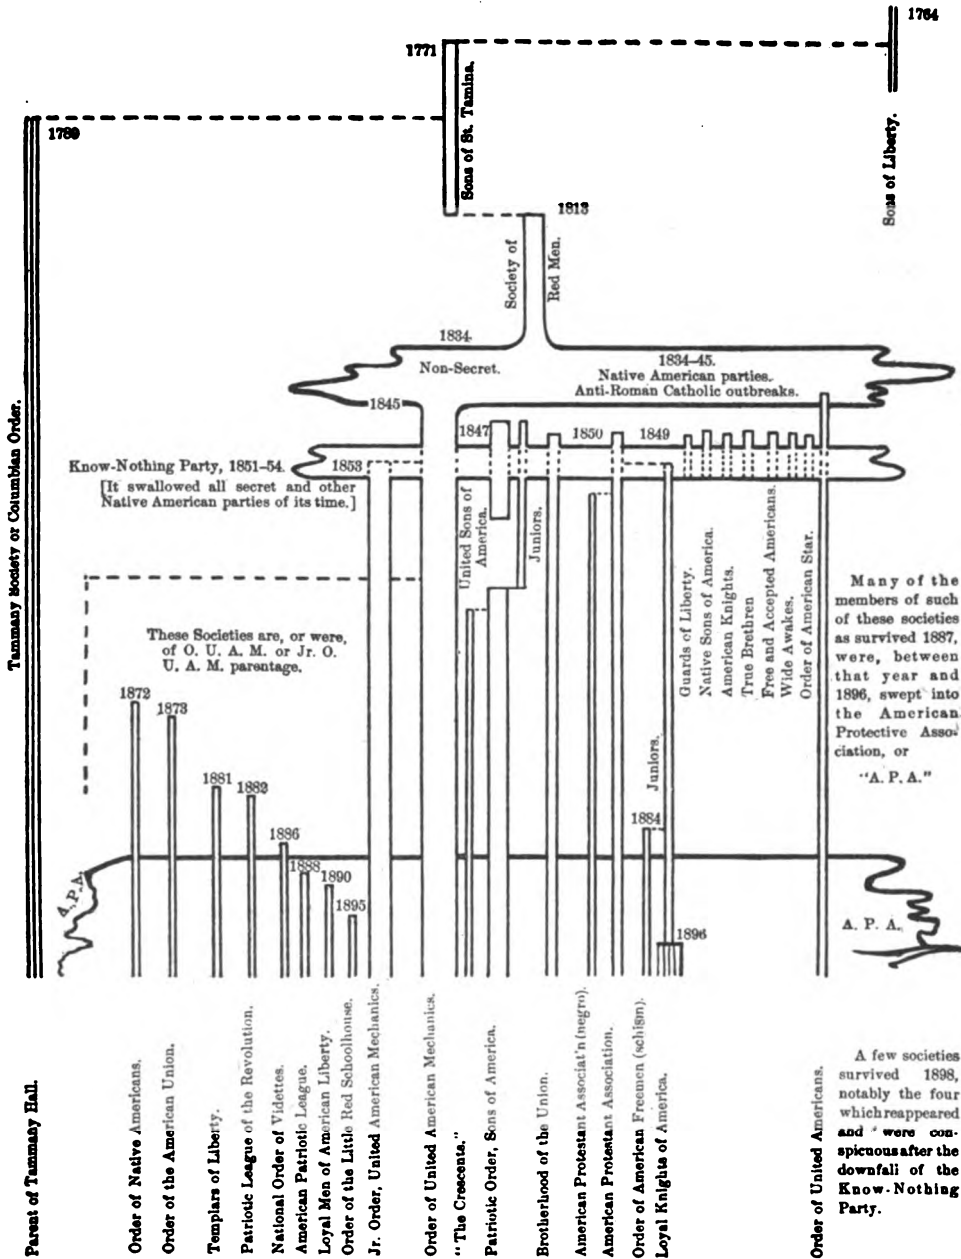 1764
1771
Sons of St. Tamina.
Sons of Liberty.
1789
Tammany Society or Columbian Order.
1813
Society of
Red Men.
1834.
Non-Secret.
1834–45.
Native American parties.
Anti-Roman Catholic outbreaks.
1845
1847
1850
1849
Know-Nothing Party, 1851–54.
1853
[It swallowed all secret and other
Native American parties of its time.]
United Sons of
America.
Juniors.
These Societies are, or were,
of O. U. A. M. or Jr. O.
U. A. M. parentage.
Guards of Liberty.
Native Sons of America.
American Knights.
True Brethren
Free and Accepted Americans.
Wide Awakes.
Order of American Star.
Many of the
members of such
of these societies
as survived 1887,
were, between
that year and
1896, swept into
the American
Protective Asso-
ciation, or
"A. P. A."
1872
1873
1881
1882
1886
1888
1890
1895
Juniors.
1884
1896
A. P. A.
A. P. A.
Parent of Tammany Hall.
Order of Native Americans.
Order of the American Union.
Templars of Liberty.
Patriotic League of the Revolution.
National Order of Videttes.
American Patriotic League.
Loyal Men of American Liberty.
Order of the Little Red Schoolhouse.
Jr. Order, United American Mechanics.
Order of United American Mechanics.
"The Crescents."
Patriotic Order, Sons of America.
Brotherhood of the Union.
American Protestant Associat'n (negro).
American Protestant Association.
Order of American Freemen (schism).
Loyal Knights of America.
Order of United Americans.
A few societies
survived 1898,
notably the four
which reappeared
and were con-
spicuous after the
downfall of the
Know-Nothing
Party.